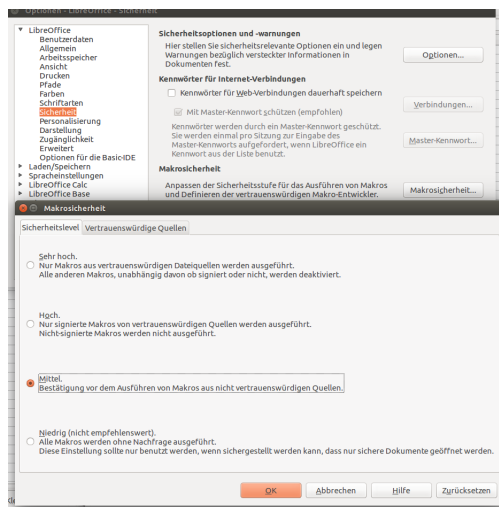 Optionen - LibreOffice - Sicherheit
LibreOffice
Benutzerdaten
Allgemein
Arbeitsspeicher
Ansicht
Drucken
Pfade
Farben
Schriftarten
Sicherheit
Personalisierung
Darstellung
Zugänglichkeit
Erweitert
Optionen für die Basic-IDE
Laden/Speichern
Spracheinstellungen
LibreOffice Calc
LibreOffice Base
Sicherheitsoptionen und -warnungen
Hier stellen Sie sicherheitsrelevante Optionen ein und legen
Warnungen bezüglich versteckter Informationen in
Dokumenten fest.
Optionen...
Kennwörter für Internet-Verbindungen
Kennwörter für Web-Verbindungen dauerhaft speichern
Verbindungen...
Mit Master-Kennwort schützen (empfohlen)
Kennwörter werden durch ein Master-Kennwort geschützt.
Sie werden einmal pro Sitzung zur Eingabe des
Master-Kennworts aufgefordert, wenn LibreOffice ein
Kennwort aus der Liste benutzt.
Master-Kennwort...
Makrosicherheit
Anpassen der Sicherheitsstufe für das Ausführen von Makros
und Definieren der vertrauenswürdigen Makro-Entwickler.
Makrosicherheit...
Makrosicherheit
Sicherheitslevel Vertrauenswürdige Quellen
Sehr hoch.
Nur Makros aus vertrauenswürdigen Dateiquellen werden ausgeführt.
Alle anderen Makros, unabhängig davon ob signiert oder nicht, werden deaktiviert.
Hoch.
Nur signierte Makros von vertrauenswürdigen Quellen werden ausgeführt.
Nicht-signierte Makros werden nicht ausgeführt.
Mittel.
Bestätigung vor dem Ausführen von Makros aus nicht vertrauenswürdigen Quellen.
Niedrig (nicht empfehlenswert).
Alle Makros werden ohne Nachfrage ausgeführt.
Diese Einstellung sollte nur benutzt werden, wenn sichergestellt werden kann, dass nur sichere Dokumente geöffnet werden.
OK Abbrechen Hilfe Zurücksetzen